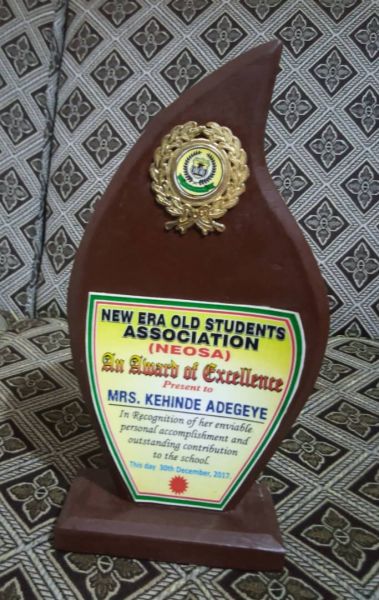 NEW ERA OLD STUDENTS
ASSOCIATION
(NEOSA)
An Award of Excellence
Present to
MRS. KEHINDE ADEGEYE
In Recognition of her enviable
personal accomplishment and
outstanding contribution
to the school.
This day 30th December, 2017